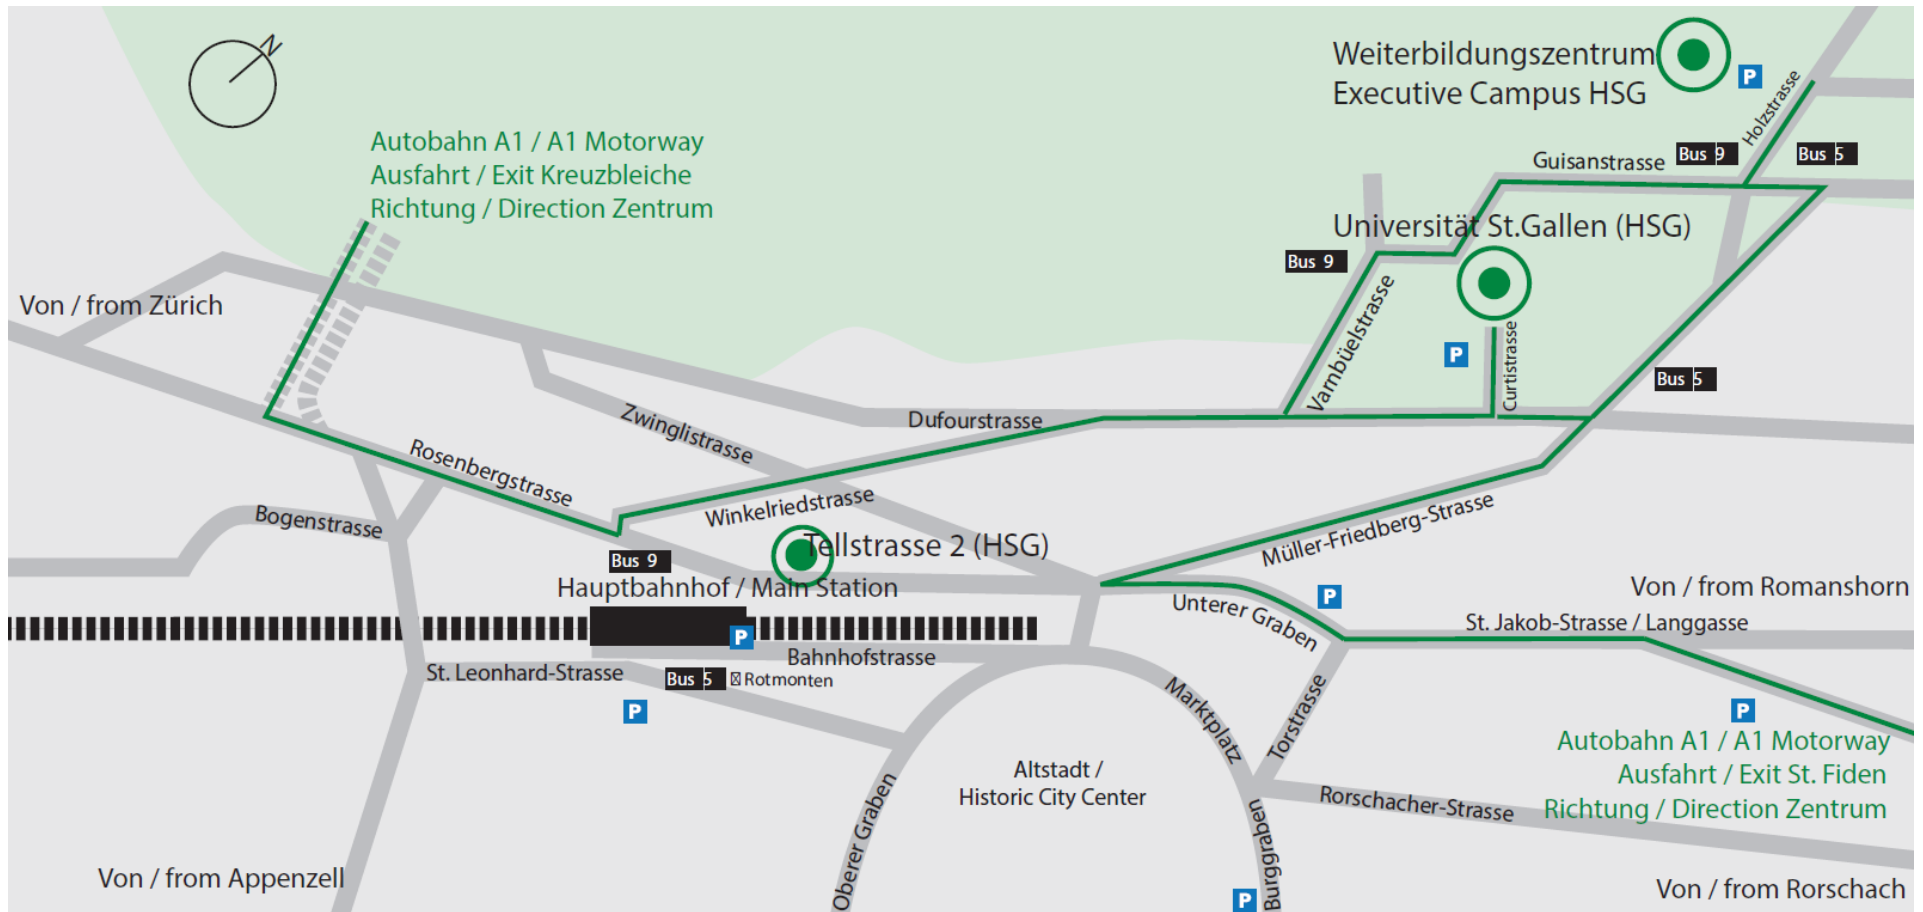 N
Weiterbildungszentrum
Executive Campus HSG
P
Holzstrasse
Autobahn A1 / A1 Motorway
Ausfahrt / Exit Kreuzbleiche
Richtung / Direction Zentrum
Guisanstrasse
Bus 9
Bus 5
Universität St.Gallen (HSG)
Bus 9
Von / from Zürich
Varnbüelstrasse
P
Curtistrasse
Bus 5
Zwinglistrasse
Dufourstrasse
Rosenbergstrasse
Winkelriedstrasse
Bogenstrasse
Müller-Friedberg-Strasse
Tellstrasse 2 (HSG)
Bus 9
Hauptbahnhof / Main Station
P
Unterer Graben
P
Von / from Romanshorn
St. Jakob-Strasse / Langgasse
Bahnhofstrasse
St. Leonhard-Strasse
Bus 5 Rotmonten
P
Marktplatz
Torstrasse
P
Autobahn A1 / A1 Motorway
Ausfahrt / Exit St. Fiden
Richtung / Direction Zentrum
Altstadt /
Historic City Center
Rorschacher-Strasse
Oberer Graben
Burggraben
Von / from Appenzell
P
Von / from Rorschach